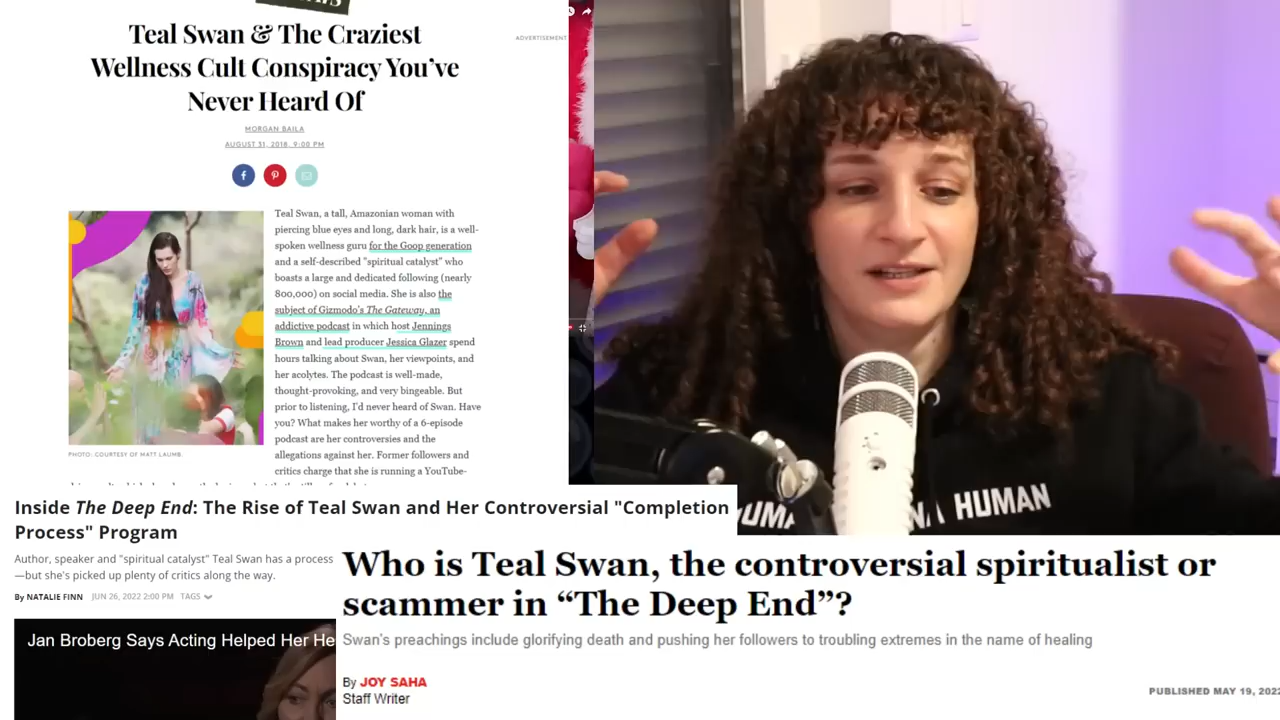 Teal Swan & The Craziest
Wellness Cult Conspiracy You've
Never Heard Of
MORGAN BAILA
AUGUST 31, 2018, 9:00 PM
ADVERTISEMENT
Teal Swan, a tall, Amazonian woman with
piercing blue eyes and long, dark hair, is a well-
spoken wellness guru for the Goop generation
and a self-described "spiritual catalyst" who
boasts a large and dedicated following (nearly
800,000) on social media. She is also the
subject of Gizmodo's The Gateway, an
addictive podcast in which host Jennings
Brown and lead producer Jessica Glazer spend
hours talking about Swan, her viewpoints, and
her acolytes. The podcast is well-made,
thought-provoking, and very bingeable. But
prior to listening, I'd never heard of Swan. Have
you? What makes her worthy of a 6-episode
podcast are her controversies and the
allegations against her. Former followers and
critics charge that she is running a YouTube-
PHOTO: COURTESY OF MATT LAUMB.
HUMAN
Inside The Deep End: The Rise of Teal Swan and Her Controversial "Completion
Process" Program
Author, speaker and "spiritual catalyst" Teal Swan has a process
—but she's picked up plenty of critics along the way.
By NATALIE FINN JUN 26, 2022 2:00 PM TAGS
Jan Broberg Says Acting Helped Her He
Who is Teal Swan, the controversial spiritualist or
scammer in “The Deep End”?
Swan's preachings include glorifying death and pushing her followers to troubling extremes in the name of healing
By JOY SAHA
Staff Writer
PUBLISHED MAY 19, 2022